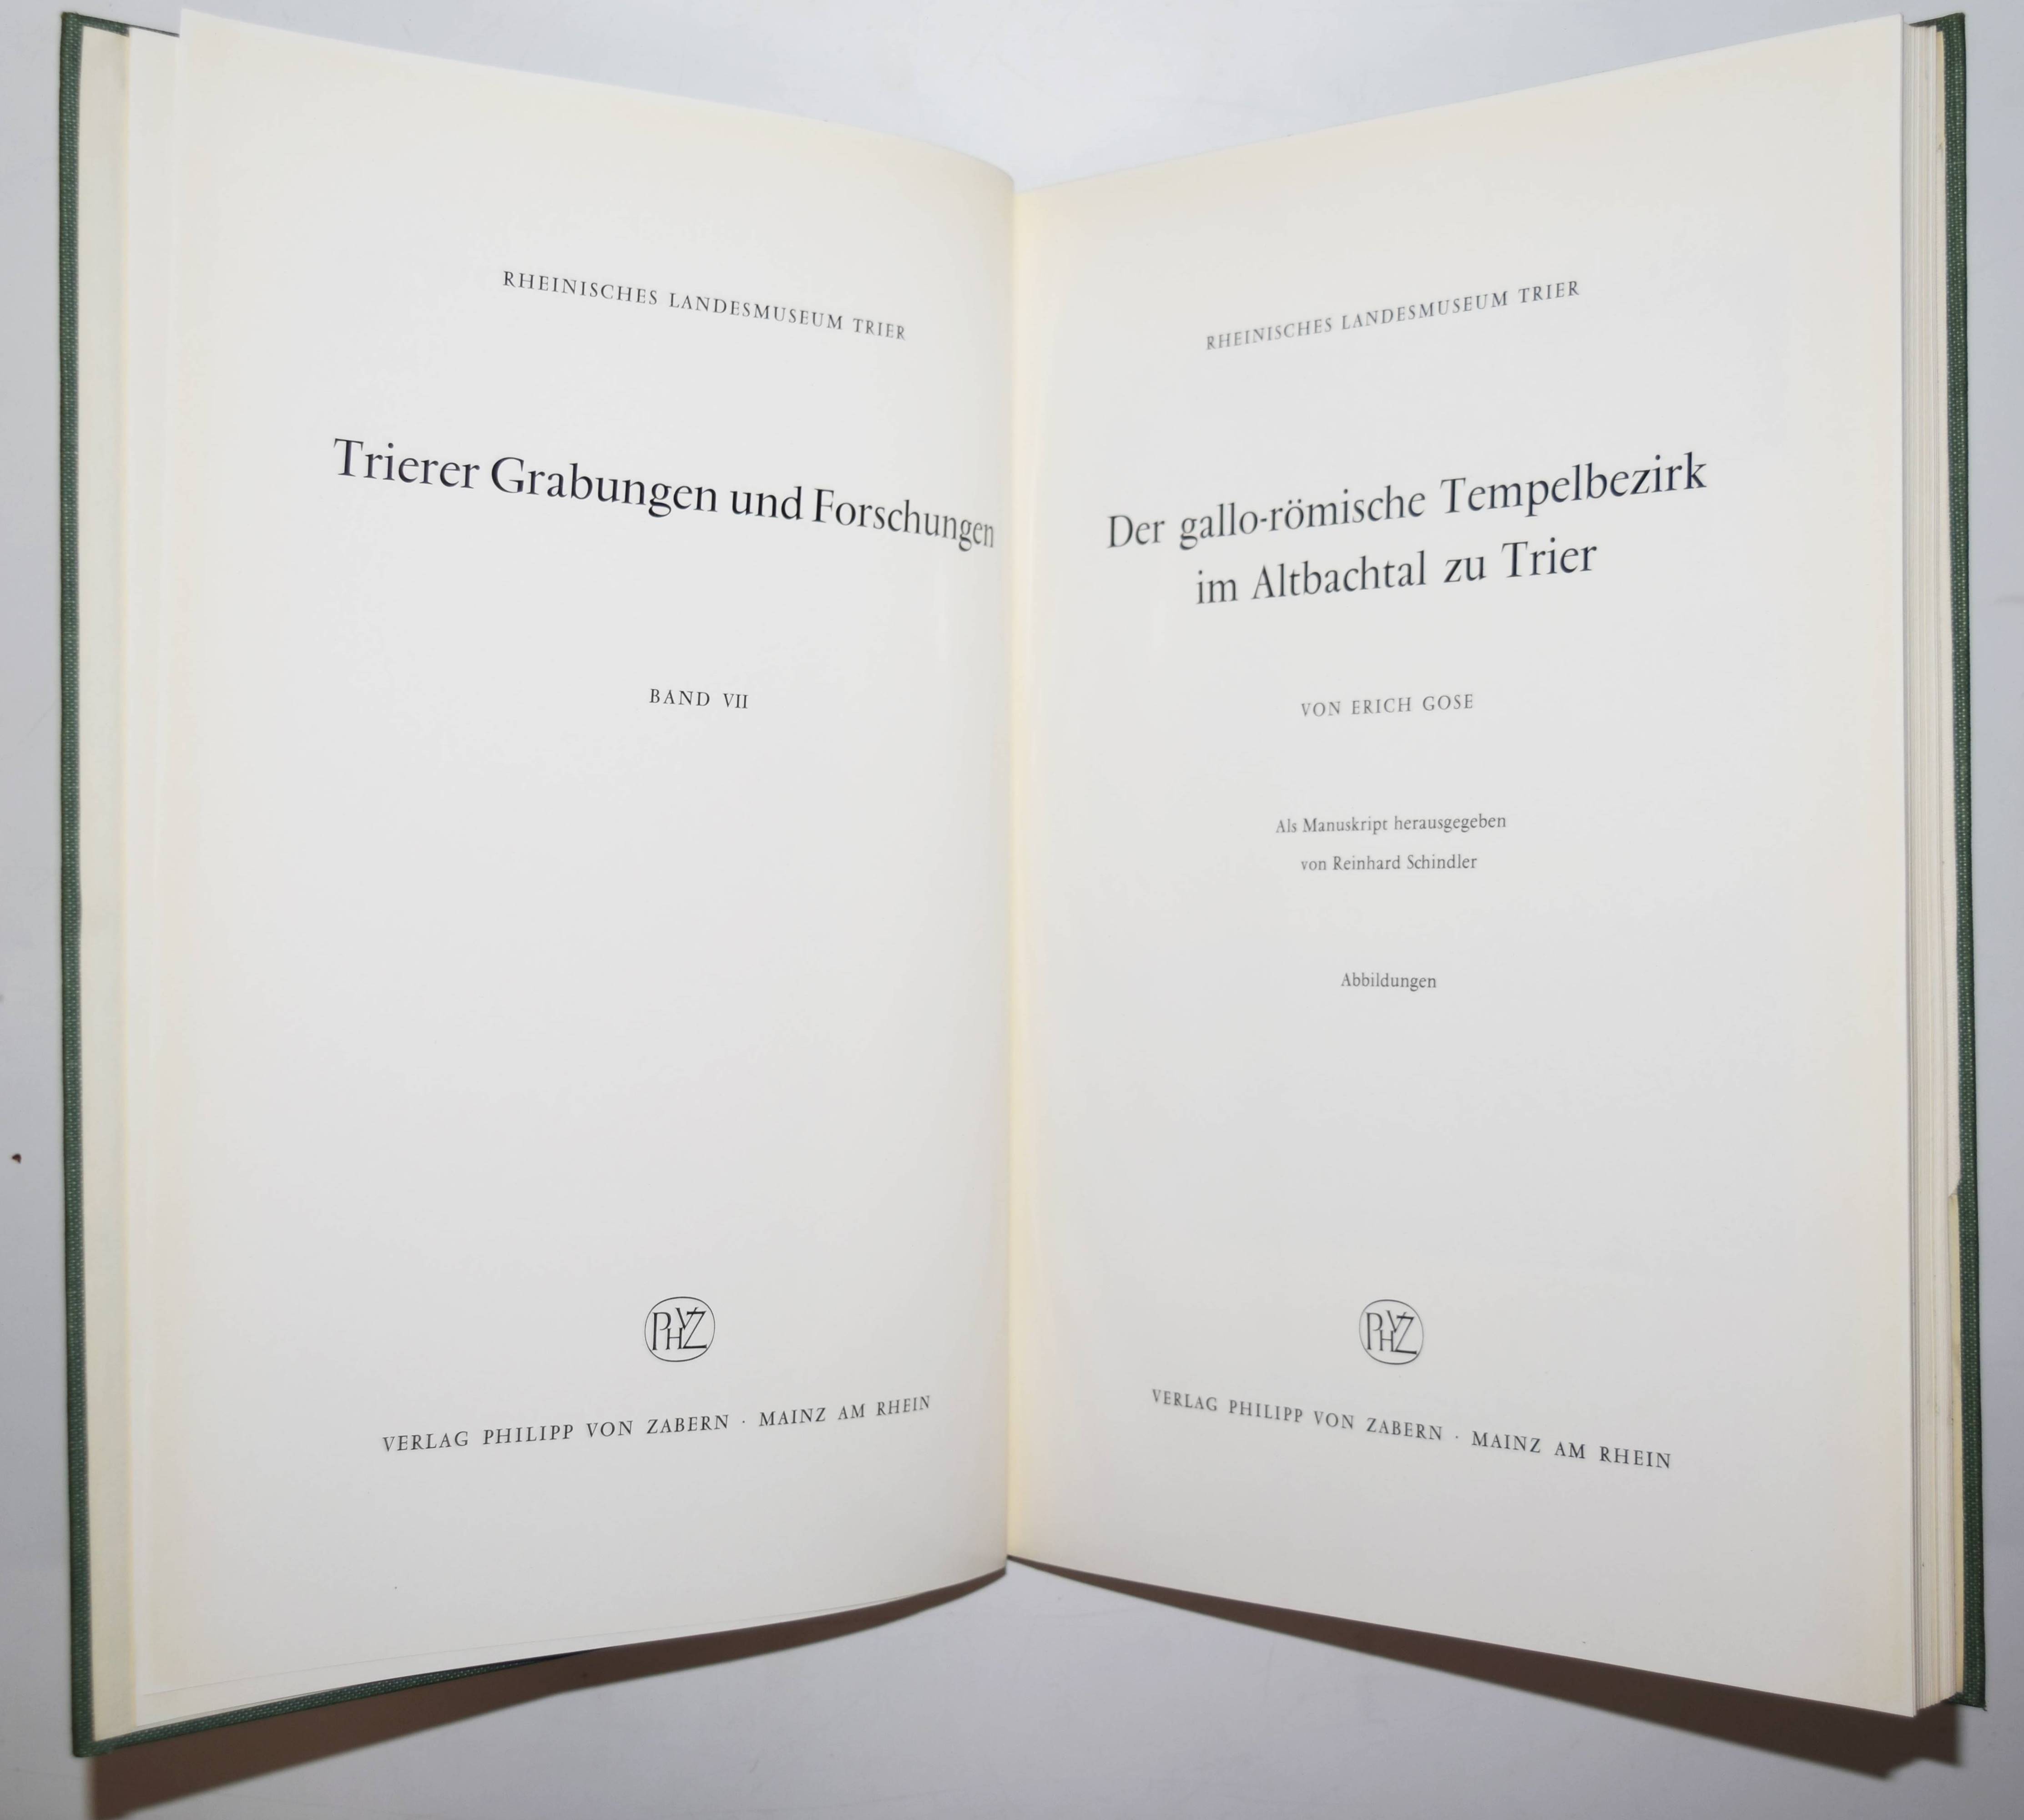 RHEINISCHES LANDESMUSEUM TRIER
Trierer Grabungen und Forschungen
BAND VII
PHVZ
VERLAG PHILIPP VON ZABERN · MAINZ AM RHEIN
RHEINISCHES LANDESMUSEUM TRIER
Der gallo-römische Tempelbezirk
im Altbachtal zu Trier
VON ERICH GOSE
Als Manuskript herausgegeben
von Reinhard Schindler
Abbildungen
PHVZ
VERLAG PHILIPP VON ZABERN · MAINZ AM RHEIN